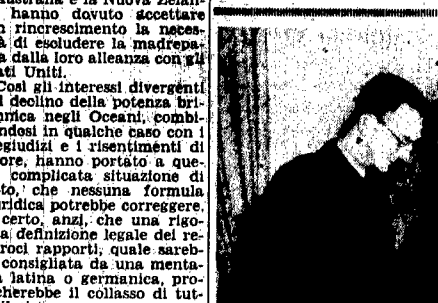 ustralia e la Nuova Zelan-
hanno dovuto accettare
n rincrescimento la neces-
à di escludere la madrepa-
a dalla loro alleanza con gli
ati Uniti.
Così gli interessi divergenti
l declino della potenza bri-
nnica negli Oceani, combi-
ndosi in qualche caso con i
egiudizi e i risentimenti di
ore, hanno portato a que-
complicata situazione di
to, che nessuna formula
uridica potrebbe correggere.
certo, anzi, che una rigo-
a definizione legale dei re-
roci rapporti, quale sareb-
consigliata da una menta-
latina o germanica, pro-
cherebbe il collasso di tut-